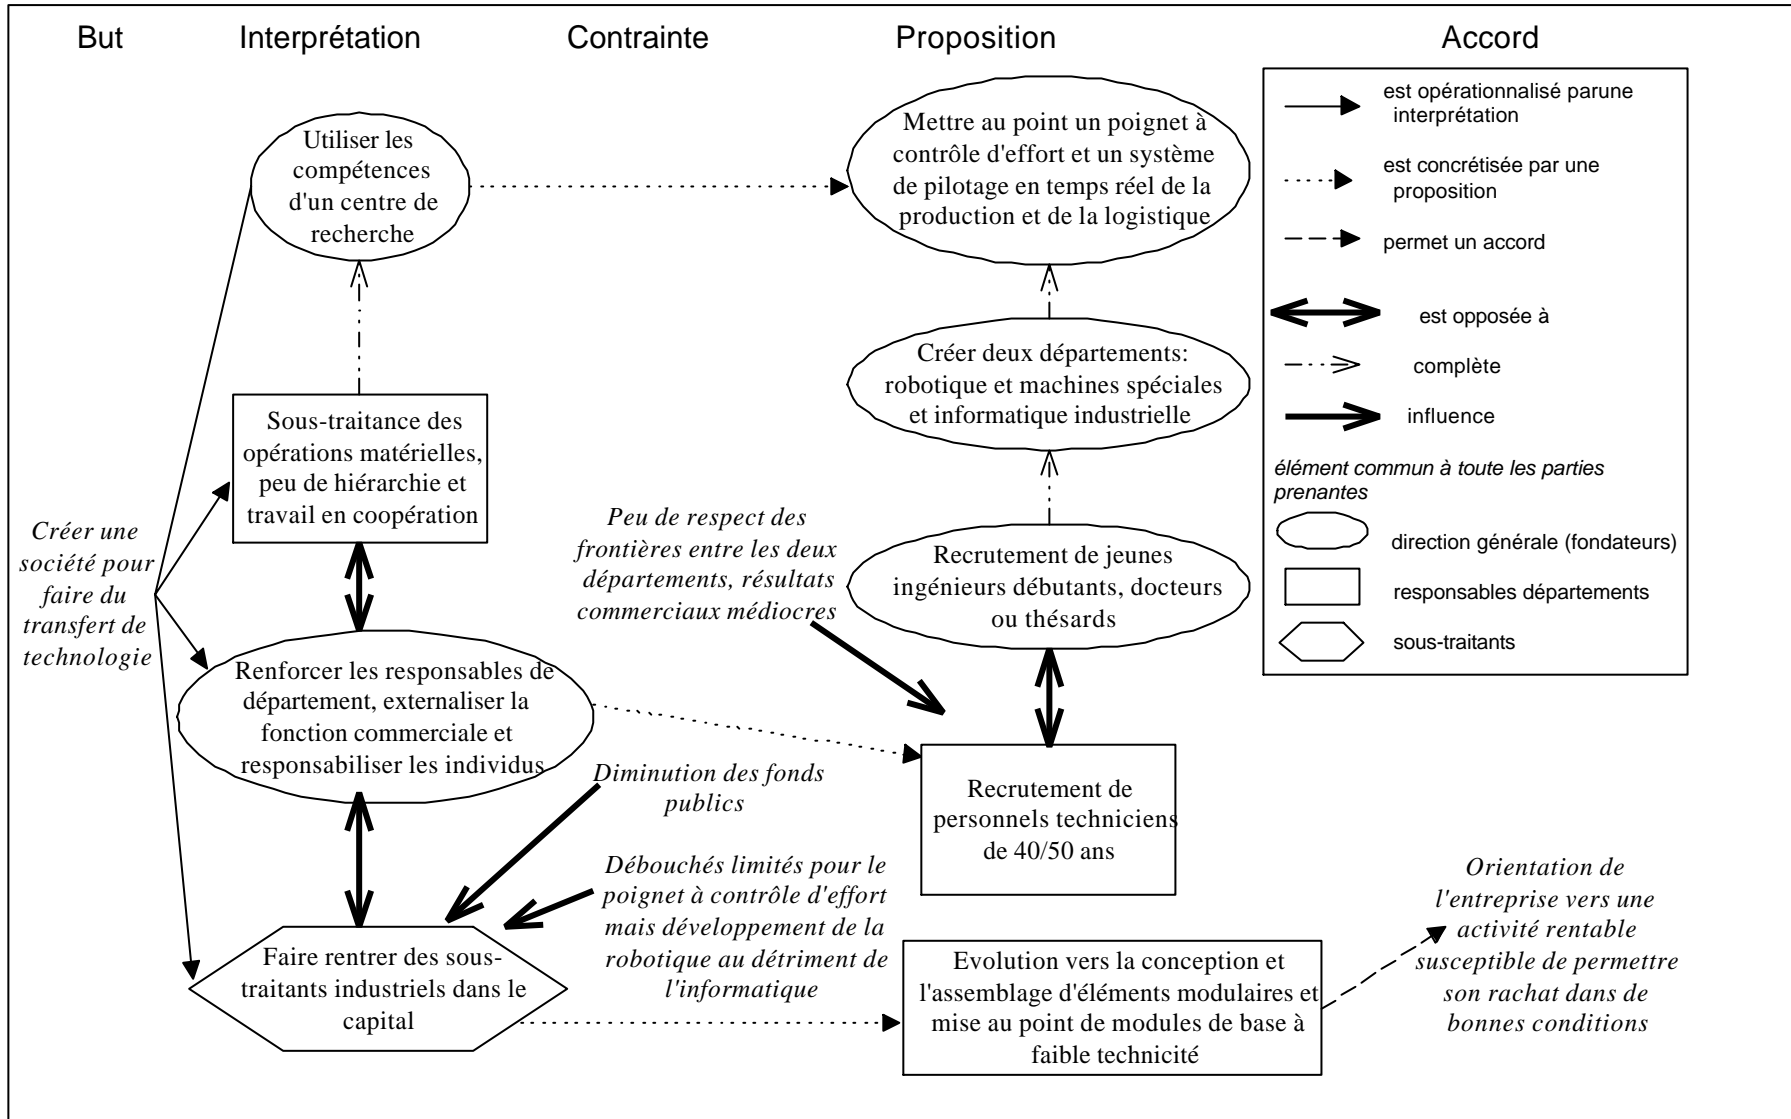 But
Interprétation
Contrainte
Proposition
Accord
Utiliser les
compétences
d'un centre de
recherche
Sous-traitance des
opérations matérielles,
peu de hiérarchie et
travail en coopération
Créer une
société pour
faire du
transfert de
technologie
Renforcer les responsables de
département, externaliser la
fonction commerciale et
responsabiliser les individus
Faire rentrer des sous-
traitants industriels dans le
capital
Peu de respect des
frontières entre les deux
départements, résultats
commerciaux médiocres
Diminution des fonds
publics
Débouchés limités pour le
poignet à contrôle d'effort
mais développement de la
robotique au détriment de
l'informatique
Mettre au point un poignet à
contrôle d'effort et un système
de pilotage en temps réel de la
production et de la logistique
Créer deux départements:
robotique et machines spéciales
et informatique industrielle
Recrutement de jeunes
ingénieurs débutants, docteurs
ou thésards
Recrutement de
personnels techniciens
de 40/50 ans
Evolution vers la conception et
l'assemblage d'éléments modulaires et
mise au point de modules de base à
faible technicité
est opérationnalisé parune
interprétation
est concrétisée par une
proposition
permet un accord
est opposée à
complète
influence
élément commun à toute les parties
prenantes
direction générale (fondateurs)
responsables départements
sous-traitants
Orientation de
l'entreprise vers une
activité rentable
susceptible de permettre
son rachat dans de
bonnes conditions